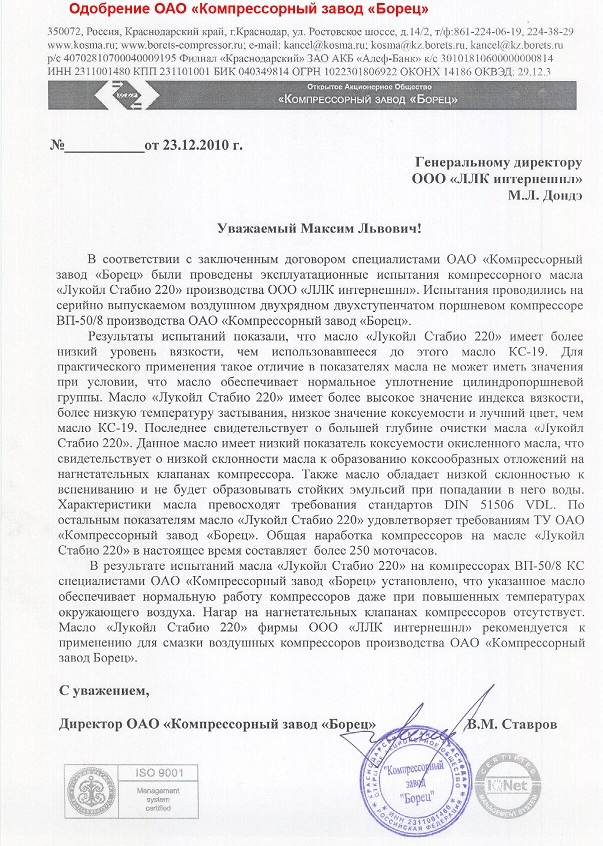 Одобрение ОАО «Компрессорный завод «Борец»
350072, Россия, Краснодарский край, г.Краснодар, ул. Ростовское шоссе, д.14/2, т/ф:861-224-06-19, 224-38-29
www.kosma.ru; www.borets-compressor.ru; e-mail: kancel@kosma.ru; kosma@kz.borets.ru, kancel@kz.borets.ru
р/с 40702810700040009195 Филиал «Краснодарский» ЗАО АКБ «Алеф-Банк» к/с 30101810600000000814
ИНН 2311001480 КПП 231101001 БИК 040349814 ОГРН 1022301806922 ОКОНХ 14186 ОКВЭД: 29.12.3
Открытое Акционерное Общество
«КОМПРЕССОРНЫЙ ЗАВОД «БОРЕЦ»
№___________от 23.12.2010 г.
Генеральному директору
ООО «ЛЛК интернешнл»
М.Л. Дондэ
Уважаемый Максим Львович!
В соответствии с заключенным договором специалистами ОАО «Компрессорный
завод «Борец» были проведены эксплуатационные испытания компрессорного масла
«Лукойл Стабио 220» производства ООО «ЛЛК интернешнл». Испытания проводились на
серийно выпускаемом воздушном двухрядном двухступенчатом поршневом компрессоре
ВП-50/8 производства ОАО «Компрессорный завод «Борец».
Результаты испытаний показали, что масло «Лукойл Стабио 220» имеет более
низкий уровень вязкости, чем использовавшееся до этого масло КС-19. Для
практического применения такое отличие в показателях масла не может иметь значения
при условии, что масло обеспечивает нормальное уплотнение цилиндропоршневой
группы. Масло «Лукойл Стабио 220» имеет более высокое значение индекса вязкости,
более низкую температуру застывания, низкое значение коксуемости и лучший цвет, чем
масло КС-19. Последнее свидетельствует о большей глубине очистки масла «Лукойл
Стабио 220». Данное масло имеет низкий показатель коксуемости окисленного масла, что
свидетельствует о низкой склонности масла к образованию коксообразных отложений на
нагнетательных клапанах компрессора. Также масло обладает низкой склонностью к
вспениванию и не будет образовывать стойких эмульсий при попадании в него воды.
Характеристики масла превосходят требования стандартов DIN 51506 VDL. По
остальным показателям масло «Лукойл Стабио 220» удовлетворяет требованиям ТУ ОАО
«Компрессорный завод «Борец». Общая наработка компрессоров на масле «Лукойл
Стабио 220» в настоящее время составляет более 250 моточасов.
В результате испытаний масла «Лукойл Стабио 220» на компрессорах ВП-50/8 КС
специалистами ОАО «Компрессорный завод «Борец» установлено, что указанное масло
обеспечивает нормальную работу компрессоров даже при повышенных температурах
окружающего воздуха. Нагар на нагнетательных клапанах компрессоров отсутствует.
Масло «Лукойл Стабио 220» фирмы ООО «ЛЛК интернешнл» рекомендуется к
применению для смазки воздушных компрессоров производства ОАО «Компрессорный
завод Борец».
С уважением,
Директор ОАО «Компрессорный завод «Борец» В.М. Ставров
"Компрессорный
завод
"Борец"
ИНН 2311001480
РОССИЙСКАЯ ФЕДЕРАЦИЯ
ISO 9001
Management
system
certified
CERTIFIED
IQNet
MANAGEMENT SYSTEM